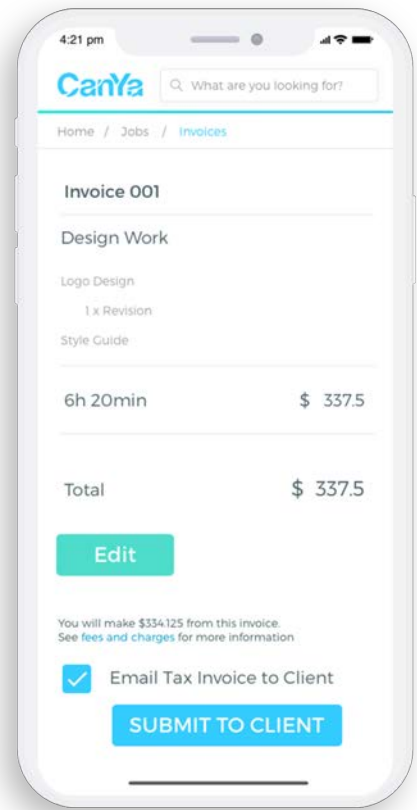 4:21 pm
CanYa
What are you looking for?
Home / Jobs / Invoices
Invoice 001
Design Work
Logo Design
1 x Revision
Style Guide
6h 20min $ 337.5
Total $ 337.5
Edit
You will make $334.125 from this invoice.
See fees and charges for more information
Email Tax Invoice to Client
SUBMIT TO CLIENT